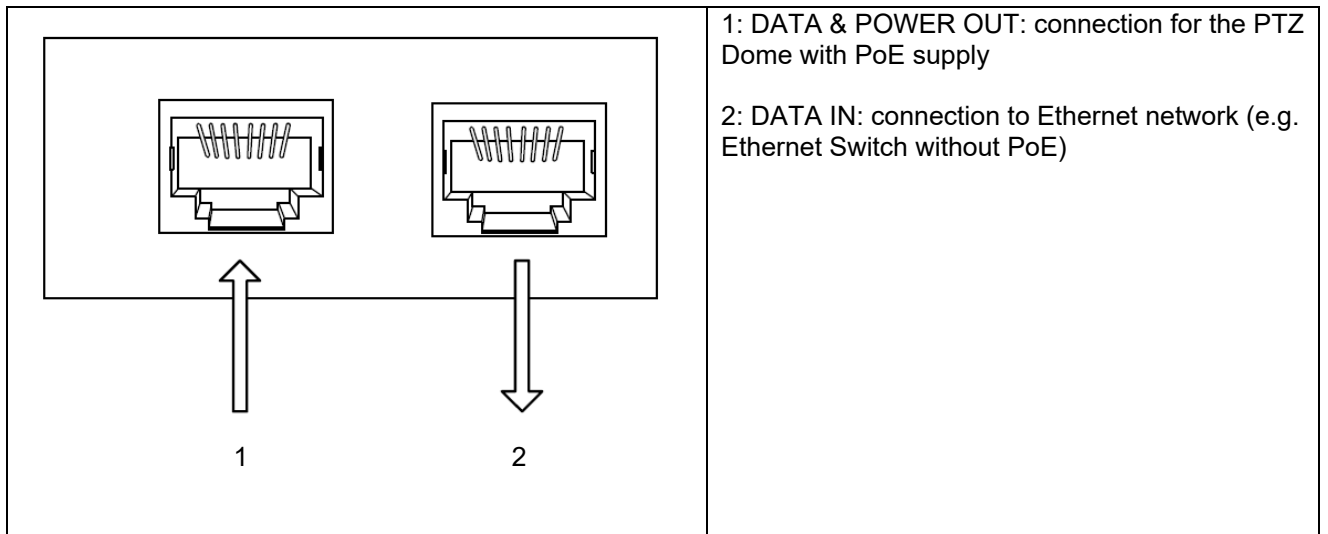 1
2
1: DATA & POWER OUT: connection for the PTZ
Dome with PoE supply
2: DATA IN: connection to Ethernet network (e.g.
Ethernet Switch without PoE)